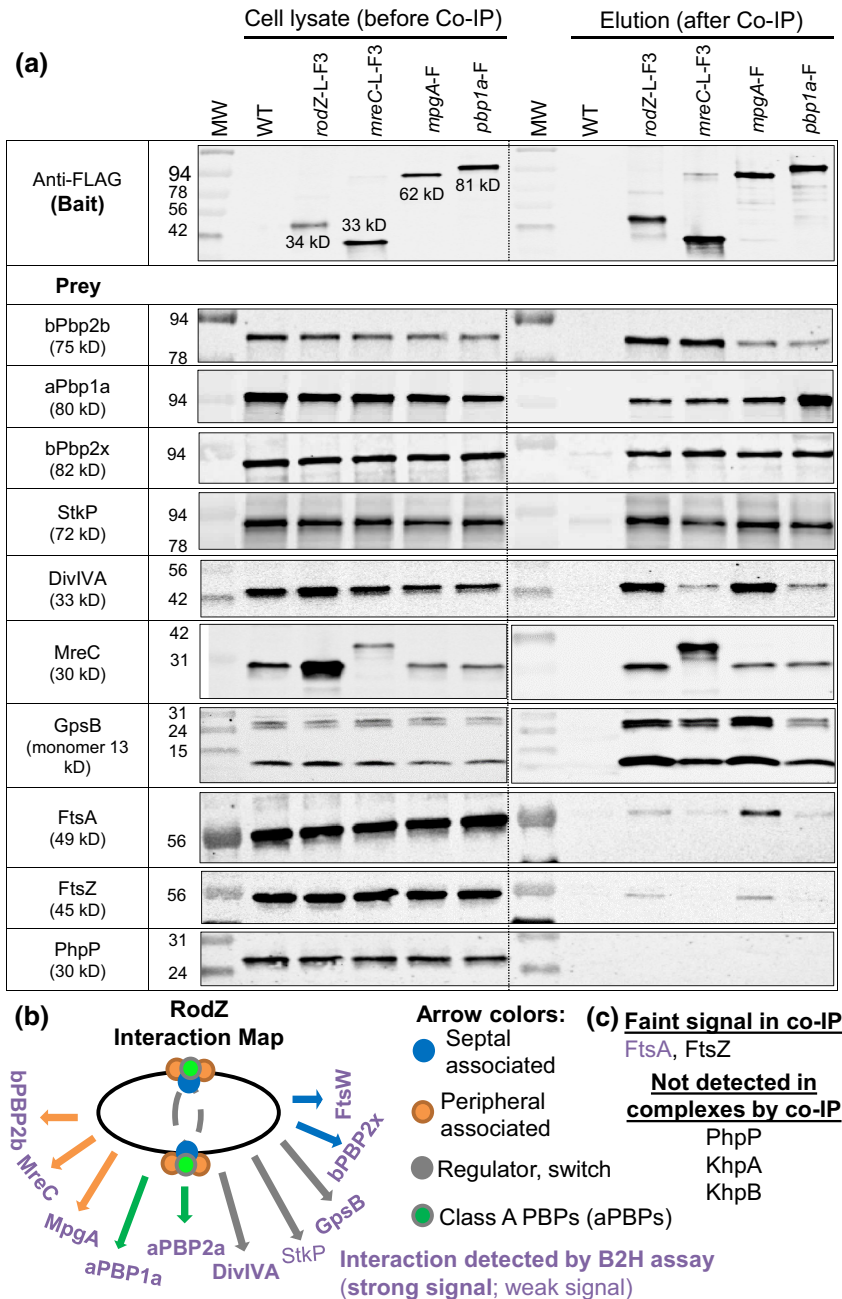 Cell lysate (before Co-IP)
Elution (after Co-IP)
(a)
MW
WT
rodZ-L-F3
mreC-L-F3
mpgA-F
pbp1a-F
MW
WT
rodZ-L-F3
mreC-L-F3
mpgA-F
pbp1a-F
Anti-FLAG
(Bait)
94
78
56
42
34 kD
33 kD
62 kD
81 kD
Prey
bPbp2b
(75 kD)
94
78
aPbp1a
(80 kD)
94
bPbp2x
(82 kD)
94
StkP
(72 kD)
94
78
DivIVA
(33 kD)
56
42
MreC
(30 kD)
42
31
GpsB
(monomer 13
kD)
31
24
15
FtsA
(49 kD)
56
FtsZ
(45 kD)
56
PhpP
(30 kD)
31
24
(b)
RodZ
Interaction Map
bPBP2b
MreC
MpgA
aPBP1a
aPBP2a
DivIVA
StkP
GpsB
bPBP2x
FtsW
Arrow colors:
Septal
associated
Peripheral
associated
Regulator, switch
Class A PBPs (aPBPs)
Interaction detected by B2H assay
(strong signal; weak signal)
(c)
Faint signal in co-IP
FtsA, FtsZ
Not detected in
complexes by co-IP
PhpP
KhpA
KhpB